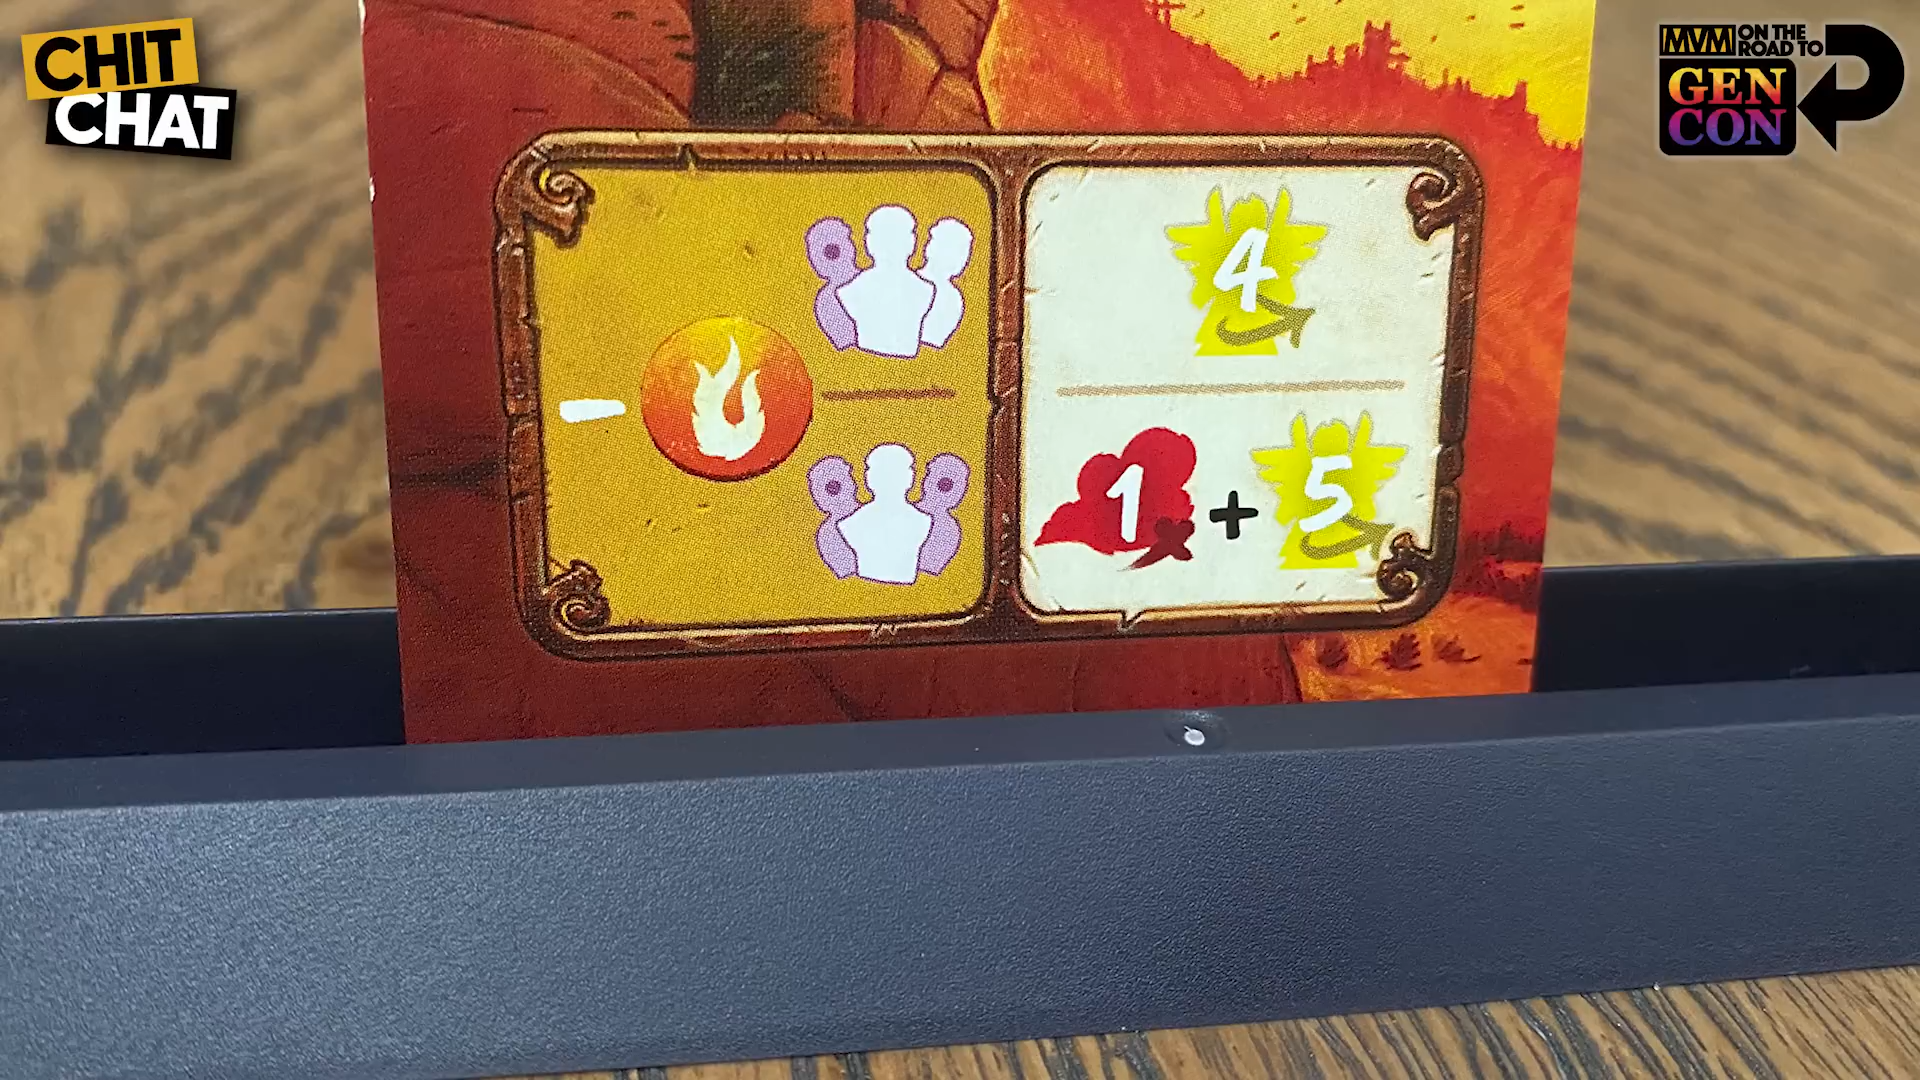 CHIT
CHAT
MVM ON THE
ROAD TO
GEN
CON
4
1 + 5